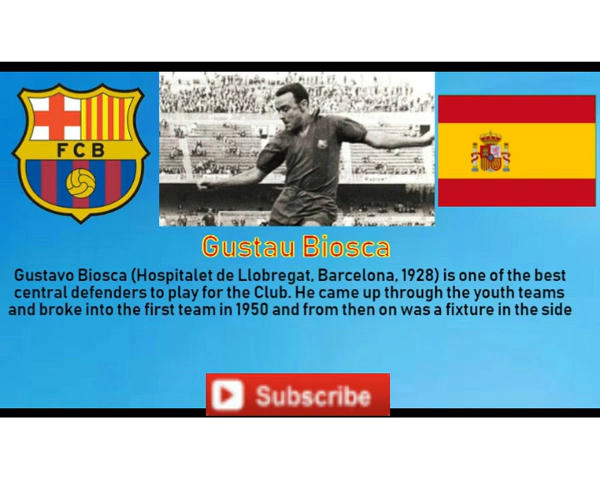 FCB
Gustau Biosca
Gustavo Biosca (Hospitalet de Llobregat, Barcelona, 1928) is one of the best
central defenders to play for the Club. He came up through the youth teams
and broke into the first team in 1950 and from then on was a fixture in the side
Subscribe